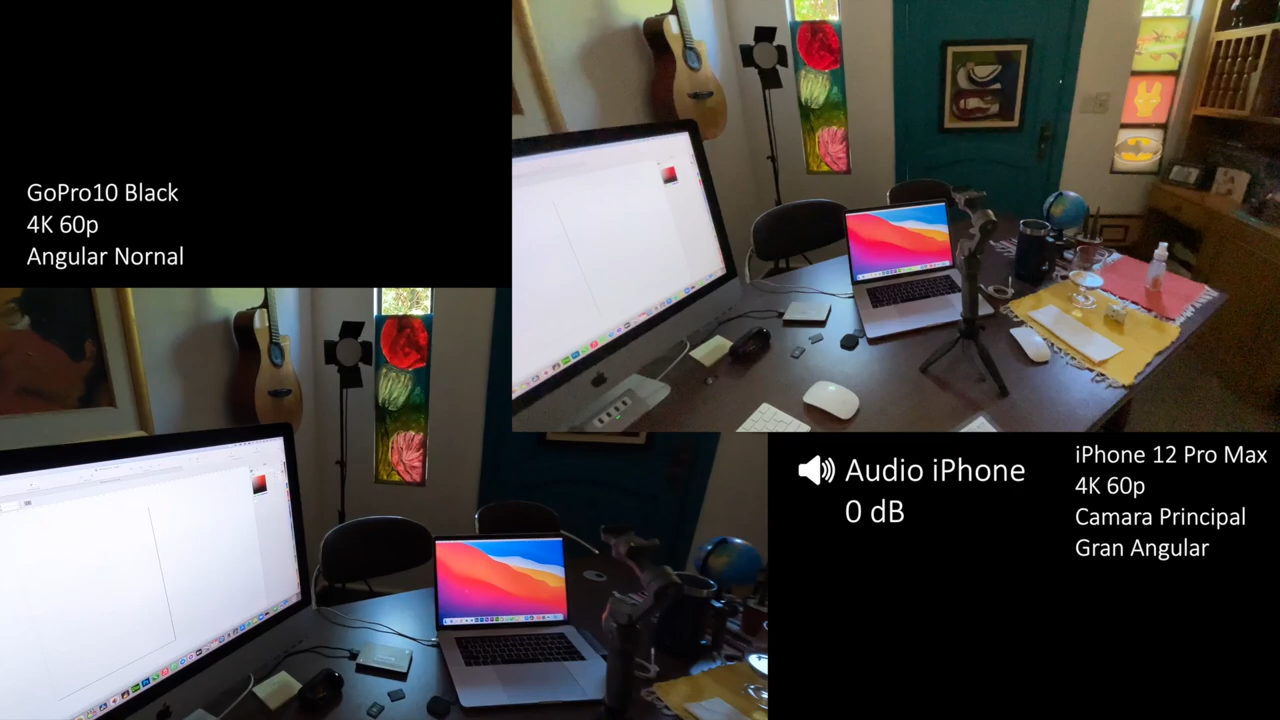 GoPro10 Black
4K 60p
Angular Nornal
Audio iPhone
0 dB
iPhone 12 Pro Max
4K 60p
Camara Principal
Gran Angular